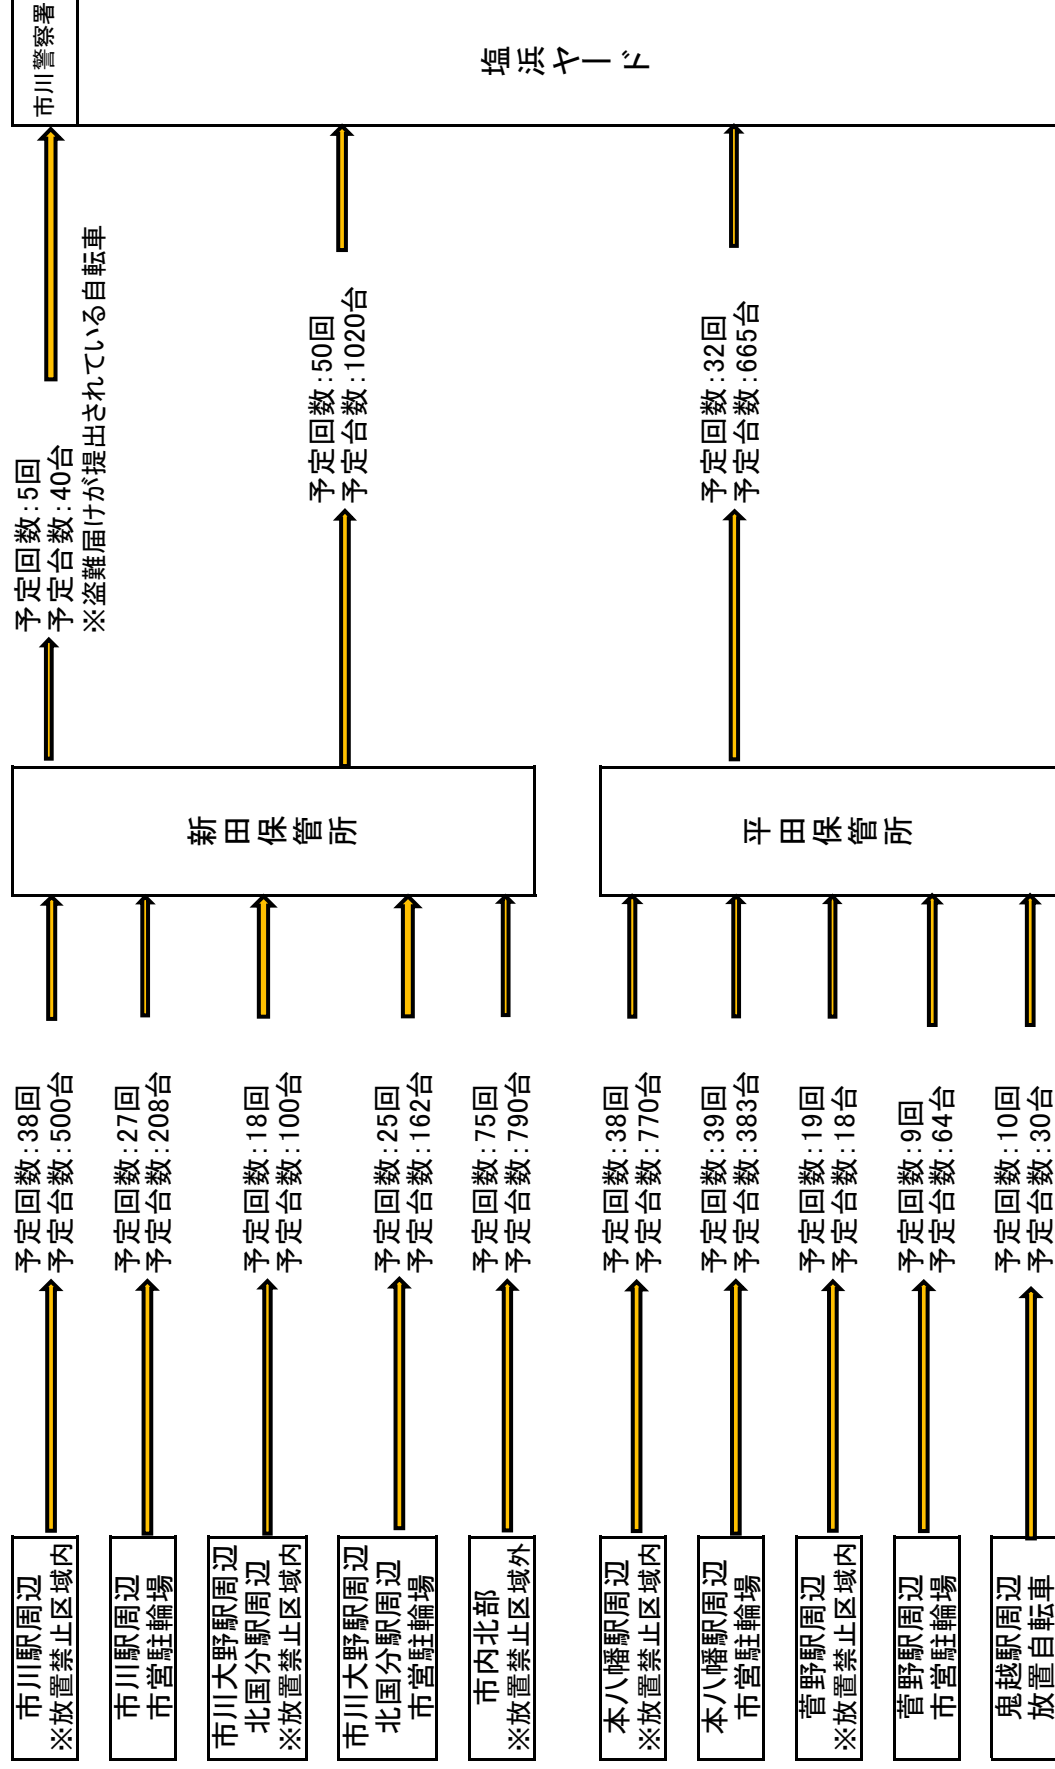 市川駅周辺
※放置禁止区域内
予定回数:38回
予定台数:500台
市川駅周辺
市営駐輪場
予定回数:27回
予定台数:208台
市川大野駅周辺
北国分駅周辺
※放置禁止区域内
予定回数:18回
予定台数:100台
市川大野駅周辺
北国分駅周辺
市営駐輪場
予定回数:25回
予定台数:162台
市内北部
※放置禁止区域外
予定回数:75回
予定台数:790台
新田保管所
予定回数:5回
予定台数:40台
※盗難届けが提出されている自転車
市川警察署
予定回数:50回
予定台数:1020台
塩浜ヤード
本八幡駅周辺
※放置禁止区域内
予定回数:38回
予定台数:770台
本八幡駅周辺
市営駐輪場
予定回数:39回
予定台数:383台
菅野駅周辺
※放置禁止区域内
予定回数:19回
予定台数:18台
菅野駅周辺
市営駐輪場
予定回数:9回
予定台数:64台
鬼越駅周辺
放置自転車
予定回数:10回
予定台数:30台
平田保管所
予定回数:32回
予定台数:665台